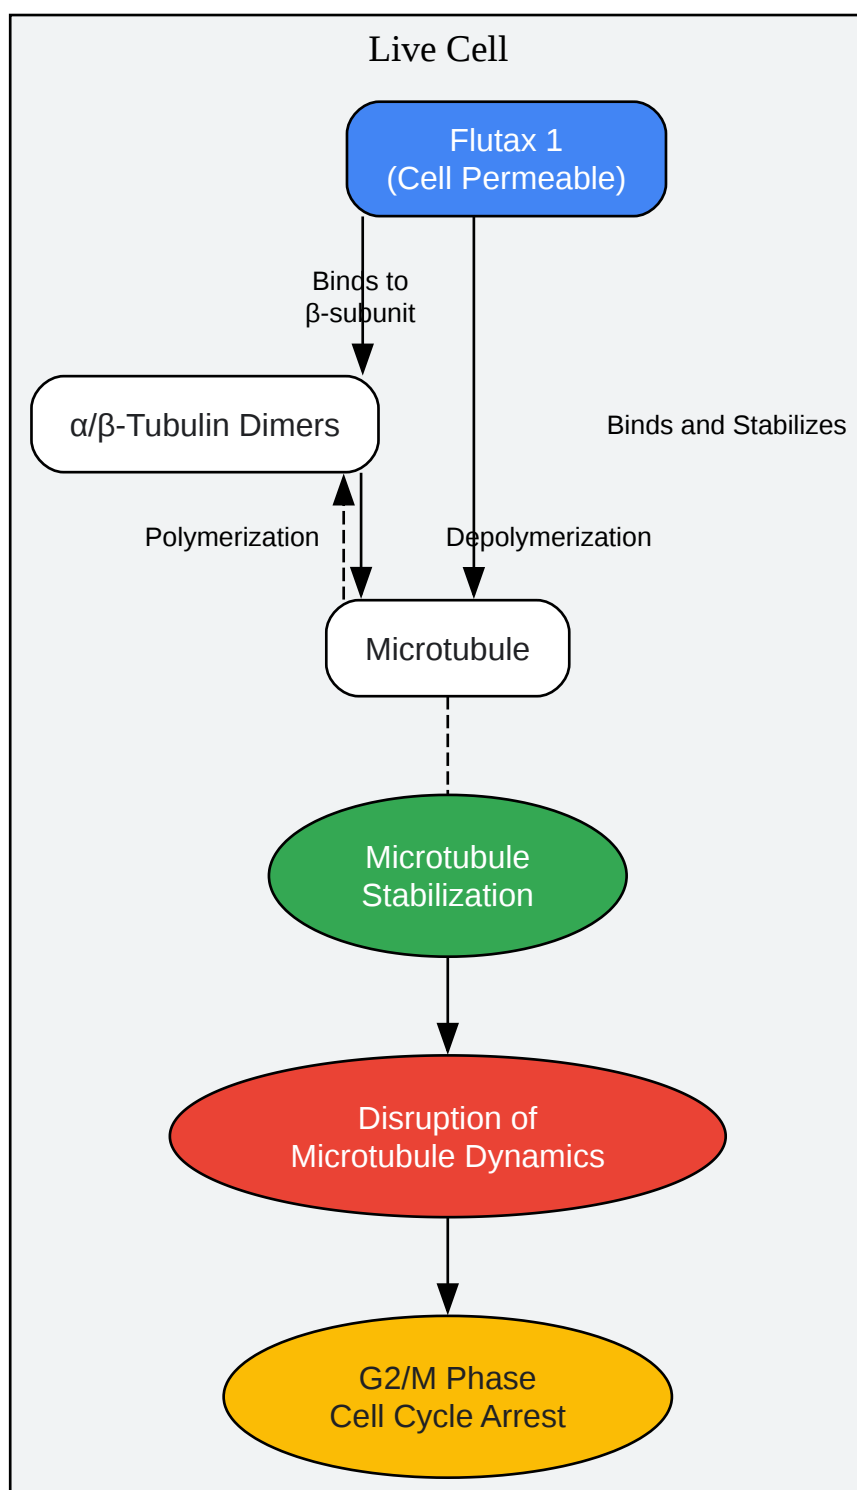 Live Cell
Flutax 1
(Cell Permeable)
Binds to
β-subunit
α/β-Tubulin Dimers
Binds and Stabilizes
Polymerization
Depolymerization
Microtubule
Microtubule
Stabilization
Disruption of
Microtubule Dynamics
G2/M Phase
Cell Cycle Arrest